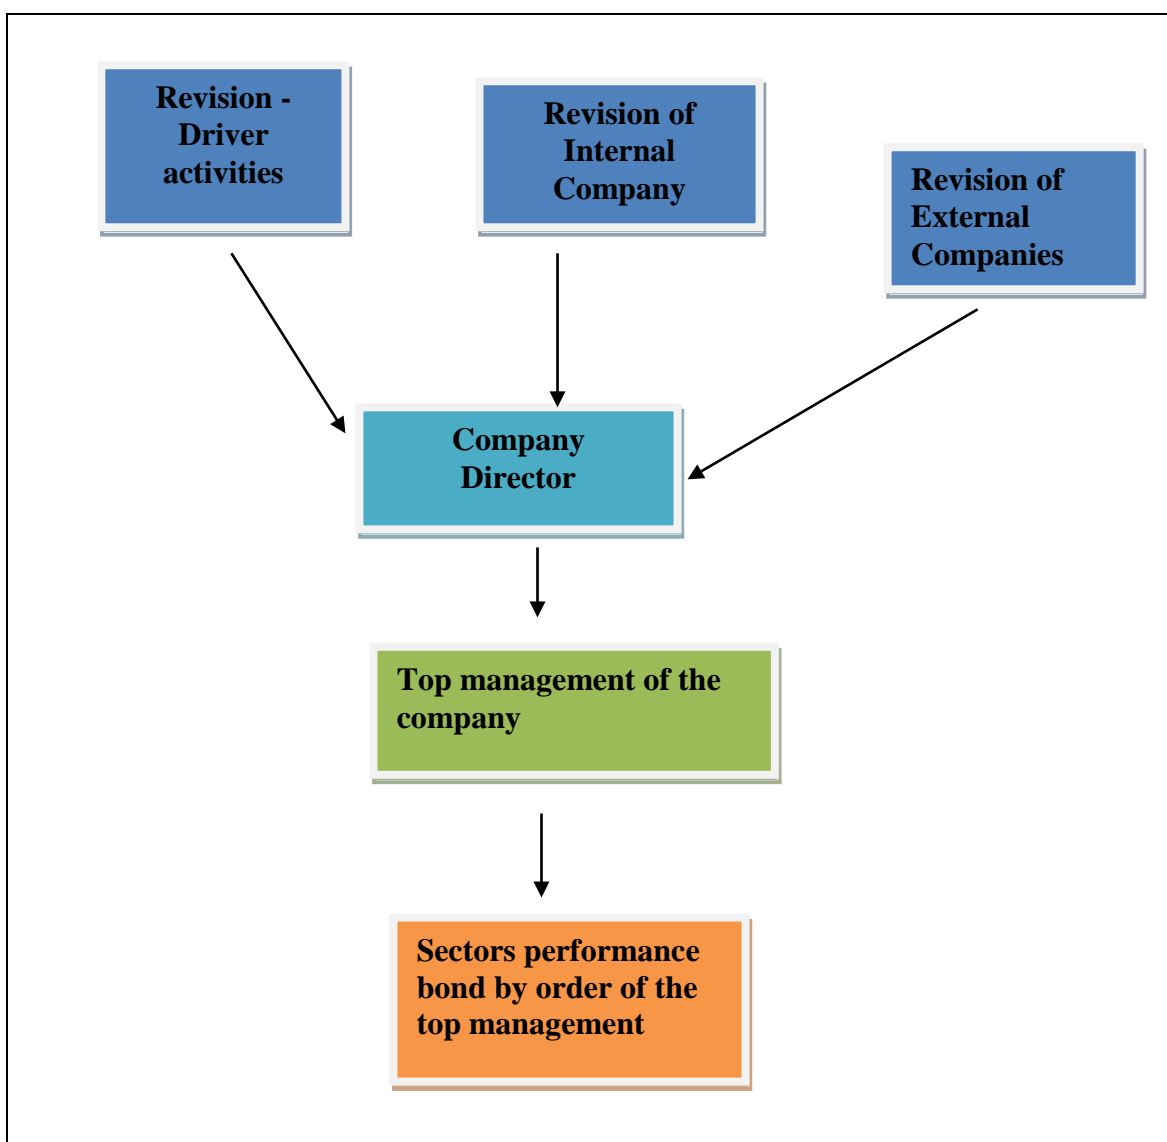 Revision -
Driver
activities
Revision of
Internal
Company
Revision of
External
Companies
Company
Director
Top management of the
company
Sectors performance
bond by order of the
top management